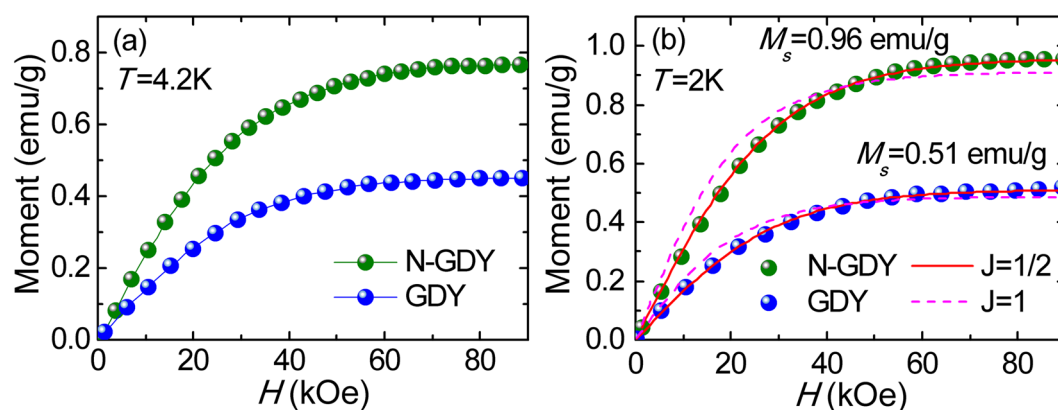 (a)
T=4.2K
Moment (emu/g)
0.8
0.6
0.4
0.2
0.0
N-GDY
GDY
0 20 40 60 80
H (kOe)
(b)
Ms=0.96 emu/g
T=2K
Ms=0.51 emu/g
Moment (emu/g)
1.0
0.8
0.6
0.4
0.2
0.0
N-GDY J=1/2
GDY J=1
0 20 40 60 80
H (kOe)